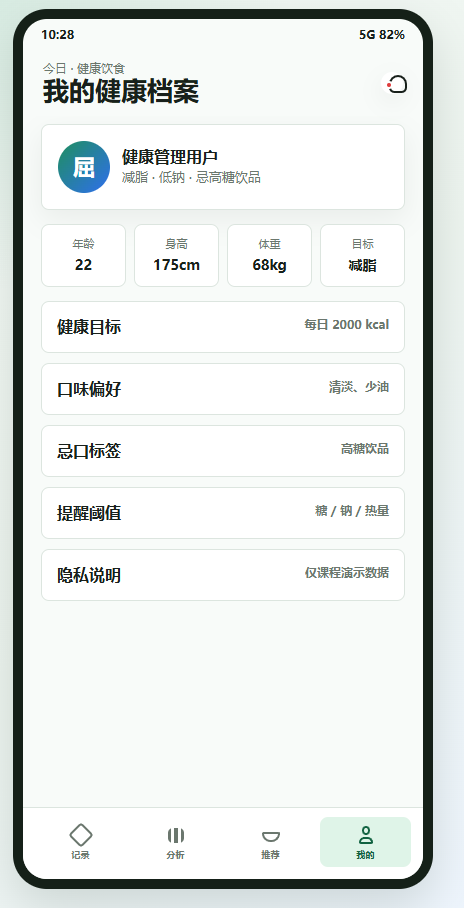 10:28 5G 82%
今日 · 健康饮食
我的健康档案
屈
健康管理用户
减脂 · 低钠 · 忌高糖饮品
年龄 身高 体重 目标
22 175cm 68kg 减脂
健康目标 每日 2000 kcal
口味偏好 清淡、少油
忌口标签 高糖饮品
提醒阈值 糖 / 钠 / 热量
隐私说明 仅课程演示数据
记录 分析 推荐 我的